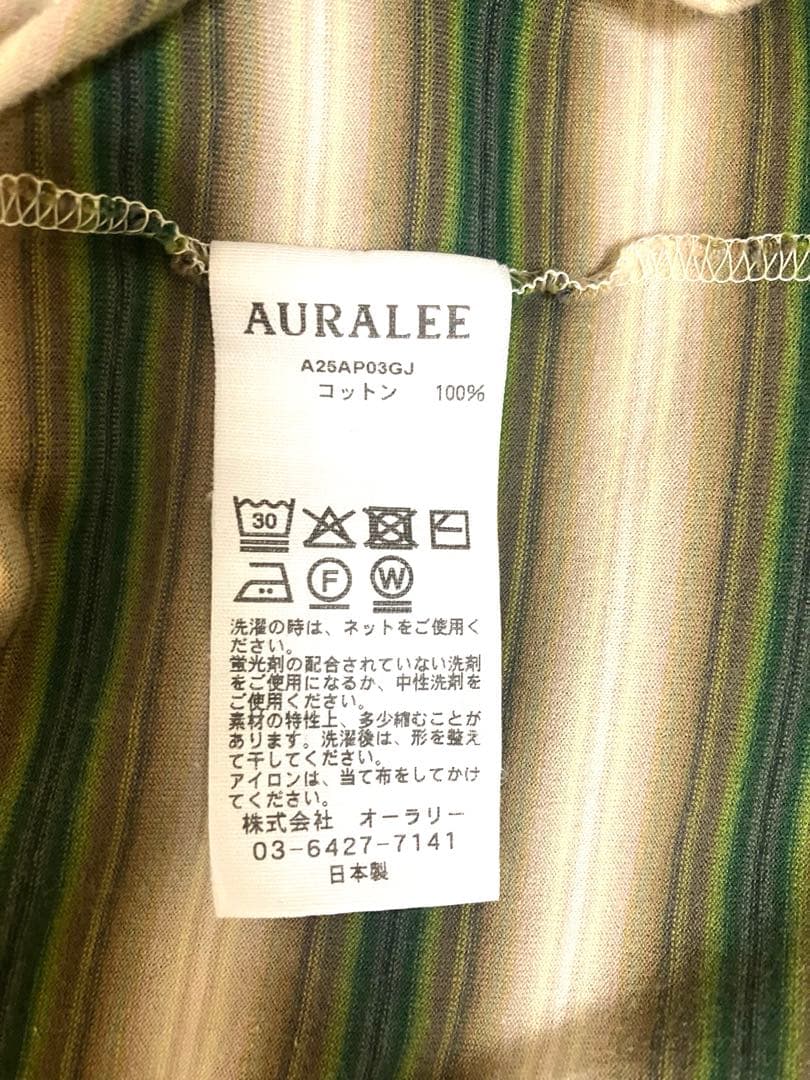 AURALEE
A25AP03GJ
コットン 100%
30
F W
洗濯の時は、ネットをご使用く
ださい。
蛍光剤の配合されていない洗剤
をご使用になるか、中性洗剤を
ご使用ください。
素材の特性上、多少縮むことが
あります。洗濯後は、形を整え
て干してください。
アイロンは、当て布をしてかけ
てください。
株式会社 オーラリー
03-6427-7141
日本製